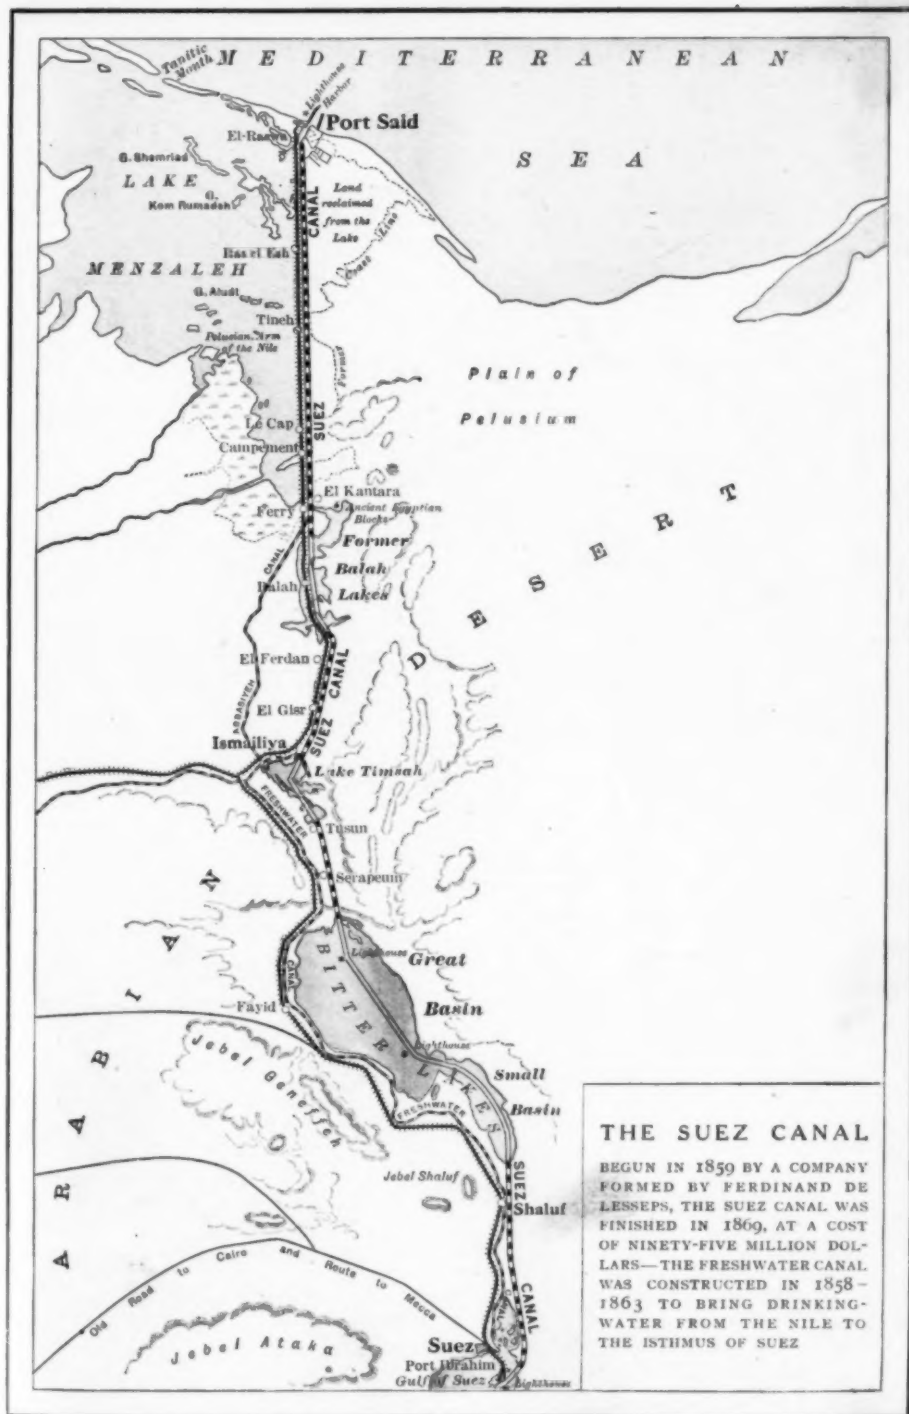 MEDITERRANEAN
SEA
Tanitic
Mouth
Lighthouse
Harbor
Port Said
El-Raswa
G. Shamriad
LAKE
G.
Kom Rumadeh
Land
reclaimed
from the
Lake
CANAL
Coast Line
Ras el Esh
MENZALEH
Tineh
Pelusian Arm
of the Nile
Former
Plain of
Pelusium
SUEZ
Le Cap
Campement
El Kantara
Ferry
Ancient Egyptian
Blocks
Former
Balah
Lakes
Balah
DESERT
CANAL
ABBASIYEH
El Ferdan
CANAL
El Gisr
SUEZ
Ismailiya
Lake Timsah
FRESHWATER
Tusun
Serapeum
ARABIAN
Lighthouse
Great
Basin
BITTER LAKES
CANAL
Fayid
Lighthouse
Jebel Geneffeh
Small
Basin
FRESHWATER
Jebel Shaluf
SUEZ
Shaluf
Old Road to Cairo and Route to Mecca
CANAL
CANAL
Jebel Ataka
Suez
Port Ibrahim
Gulf of Suez
Lighthouse
THE SUEZ CANAL
BEGUN IN 1859 BY A COMPANY
FORMED BY FERDINAND DE
LESSEPS, THE SUEZ CANAL WAS
FINISHED IN 1869, AT A COST
OF NINETY-FIVE MILLION DOL-
LARS—THE FRESHWATER CANAL
WAS CONSTRUCTED IN 1858–
1863 TO BRING DRINKING-
WATER FROM THE NILE TO
THE ISTHMUS OF SUEZ